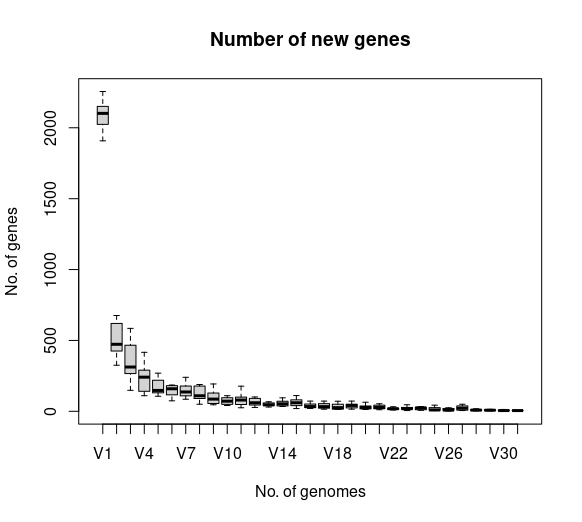 Number of new genes
No. of genes
2000
1500
1000
500
0
V1 V4 V7 V10 V14 V18 V22 V26 V30
No. of genomes